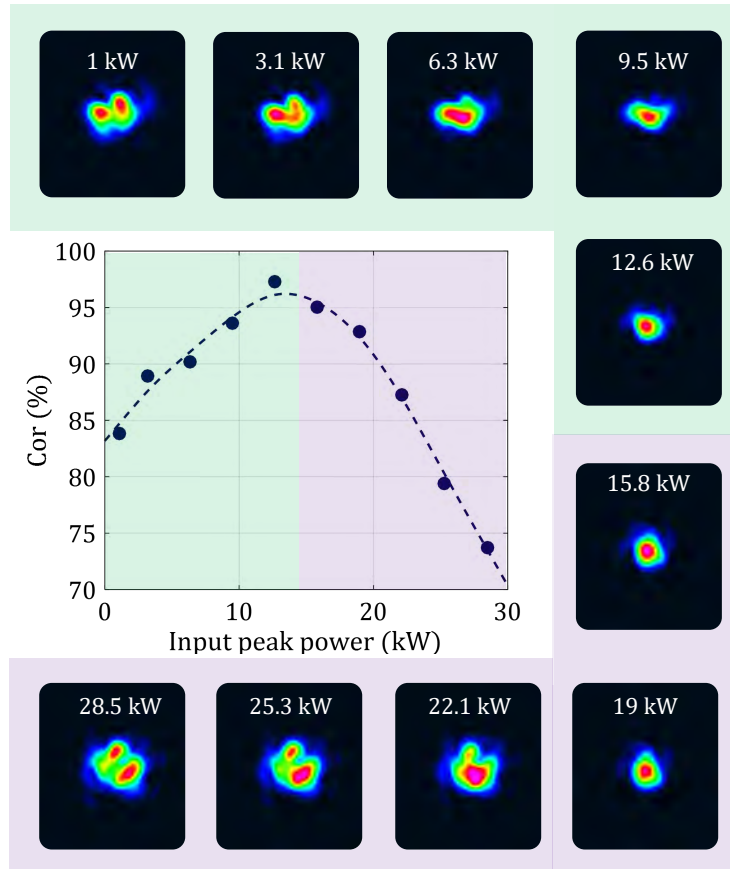 1 kW
3.1 kW
6.3 kW
9.5 kW
12.6 kW
15.8 kW
19 kW
22.1 kW
25.3 kW
28.5 kW
100
95
90
85
80
75
70
Cor (%)
0
10
20
30
Input peak power (kW)